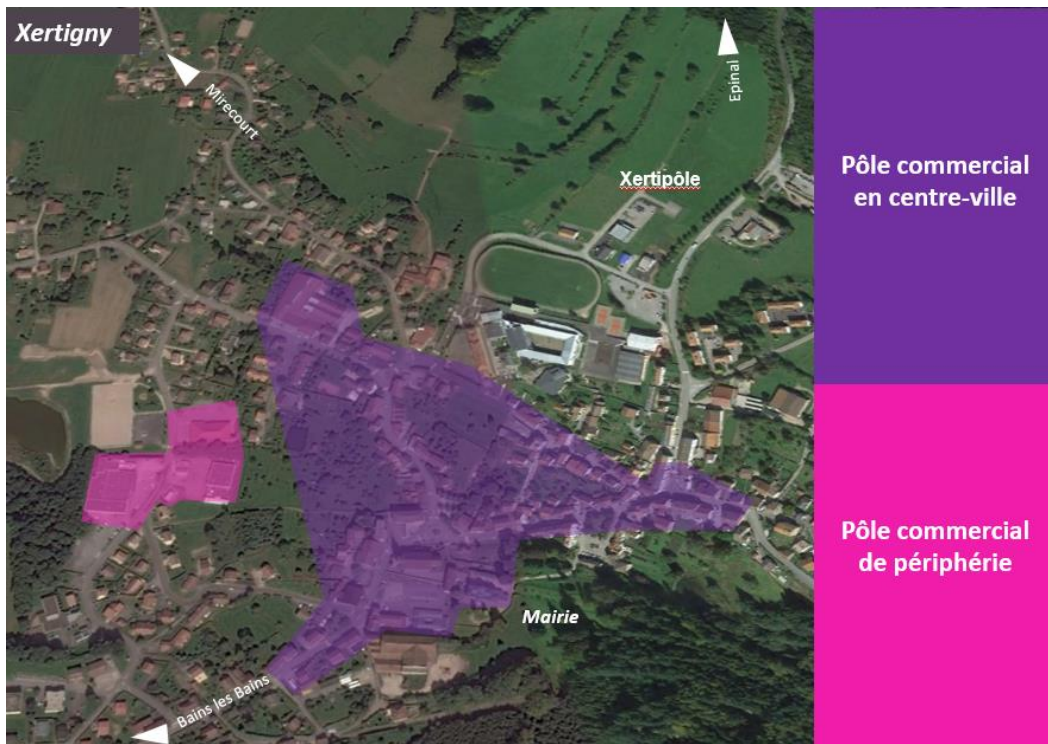 Xertigny
Mirecourt
Epinal
Xertipôle
Pôle commercial
en centre-ville
Pôle commercial
de périphérie
Mairie
Bains les Bains